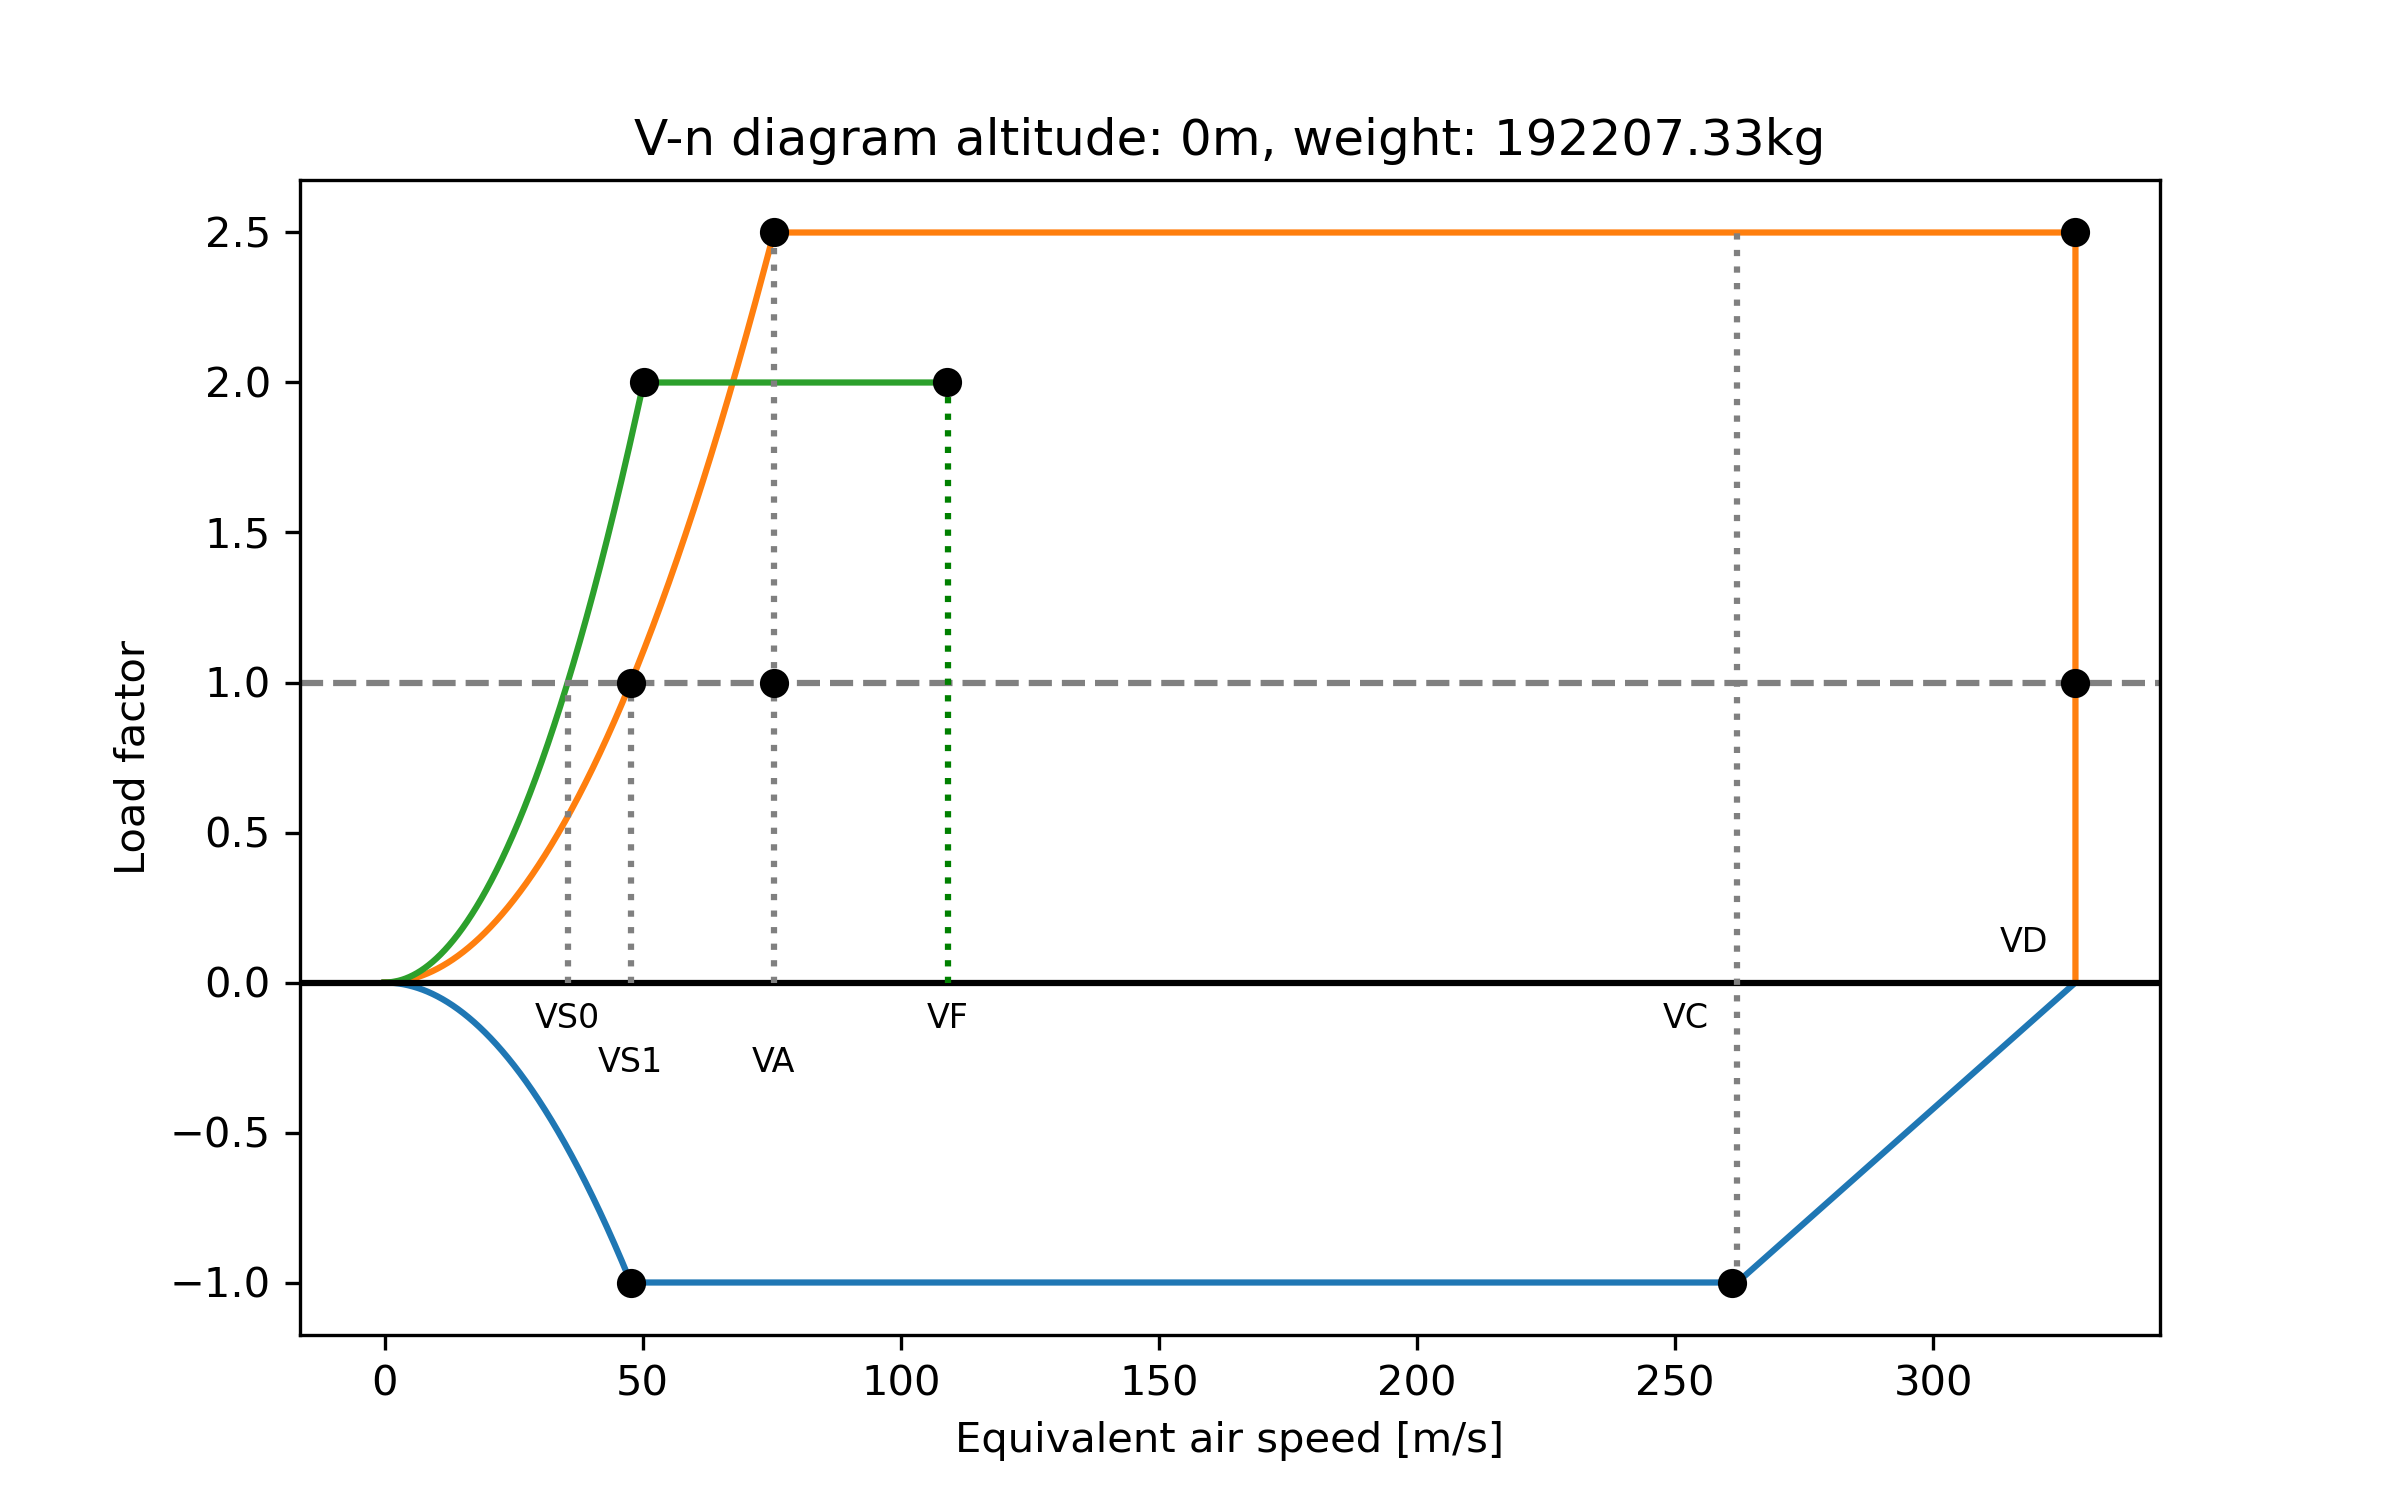 V-n diagram altitude: 0m, weight: 192207.33kg
2.5
2.0
1.5
1.0
0.5
0.0
−0.5
−1.0
Load factor
VD
VS0
VF
VC
VS1
VA
0
50
100
150
200
250
300
Equivalent air speed [m/s]